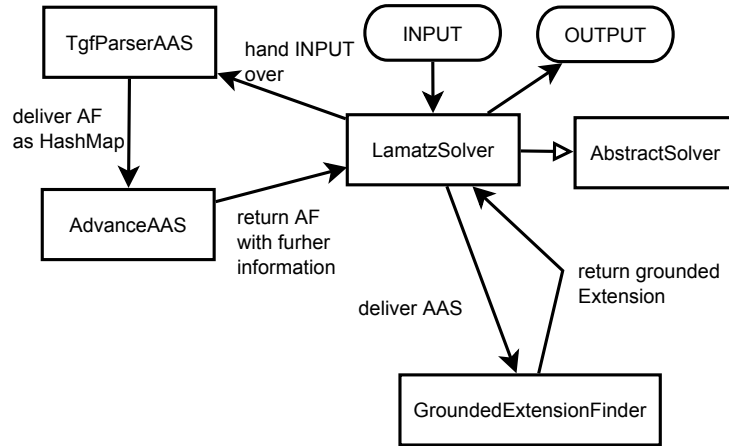 TgfParserAAS
hand INPUT
over
INPUT
OUTPUT
deliver AF
as HashMap
LamatzSolver
AbstractSolver
AdvanceAAS
return AF
with furher
information
return grounded
Extension
deliver AAS
GroundedExtensionFinder